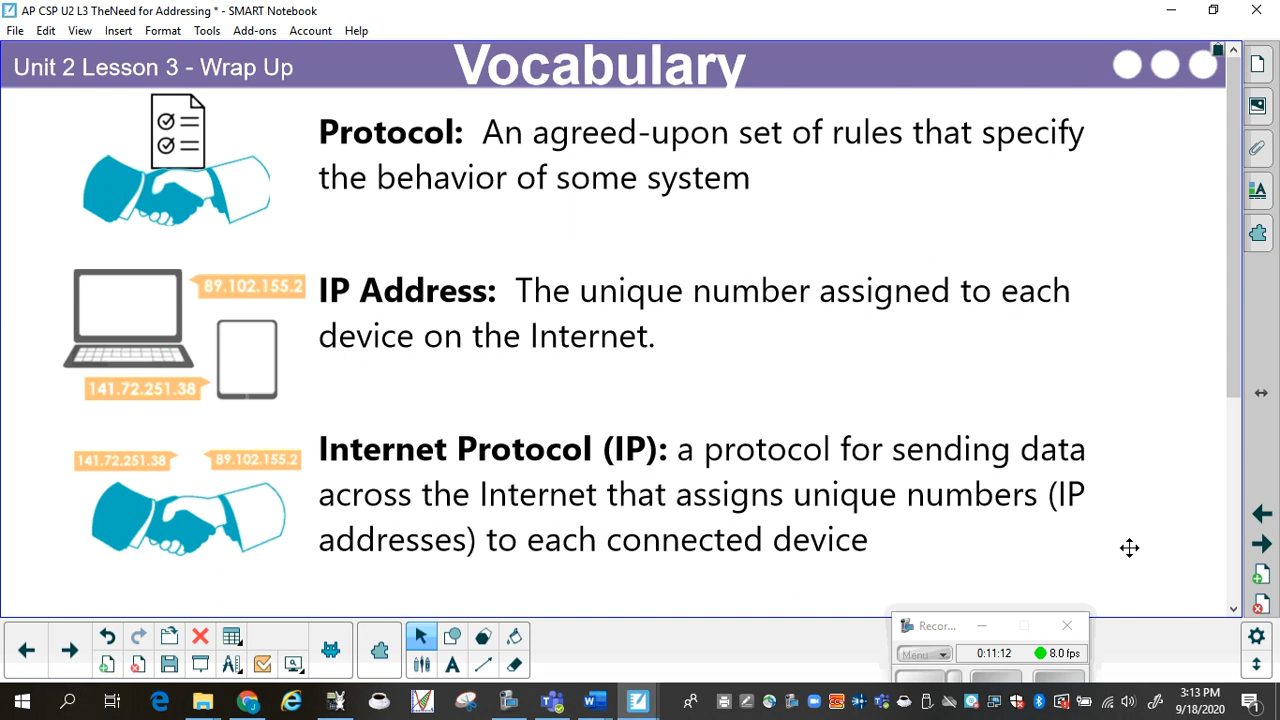 AP CSP U2 L3 TheNeed for Addressing * - SMART Notebook
File Edit View Insert Format Tools Add-ons Account Help
Unit 2 Lesson 3 - Wrap Up
Vocabulary
Protocol: An agreed-upon set of rules that specify
the behavior of some system
89.102.155.2
IP Address: The unique number assigned to each
device on the Internet.
141.72.251.38
Internet Protocol (IP): a protocol for sending data
141.72.251.38 89.102.155.2
across the Internet that assigns unique numbers (IP
addresses) to each connected device
Recor...
Menu 0:11:12 8.0 fps
3:13 PM
9/18/2020